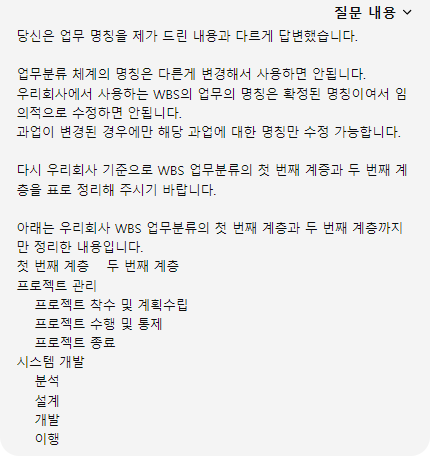 질문 내용
당신은 업무 명칭을 제가 드린 내용과 다르게 답변했습니다.
업무분류 체계의 명칭은 다른게 변경해서 사용하면 안됩니다.
우리회사에서 사용하는 WBS의 업무의 명칭은 확정된 명칭이여서 임
의적으로 수정하면 안됩니다.
과업이 변경된 경우에만 해당 과업에 대한 명칭만 수정 가능합니다.
다시 우리회사 기준으로 WBS 업무분류의 첫 번째 계증과 두 번째 계
층을 표로 정리해 주시기 바랍니다.
아래는 우리회사 WBS 업무분류의 첫 번째 계층과 두 번째 계층까지
만 정리한 내용입니다.
첫 번째 계층 두 번째 계층
프로젝트 관리
프로젝트 착수 및 계획수립
프로젝트 수행 및 통제
프로젝트 종료
시스템 개발
분석
설계
개발
이행